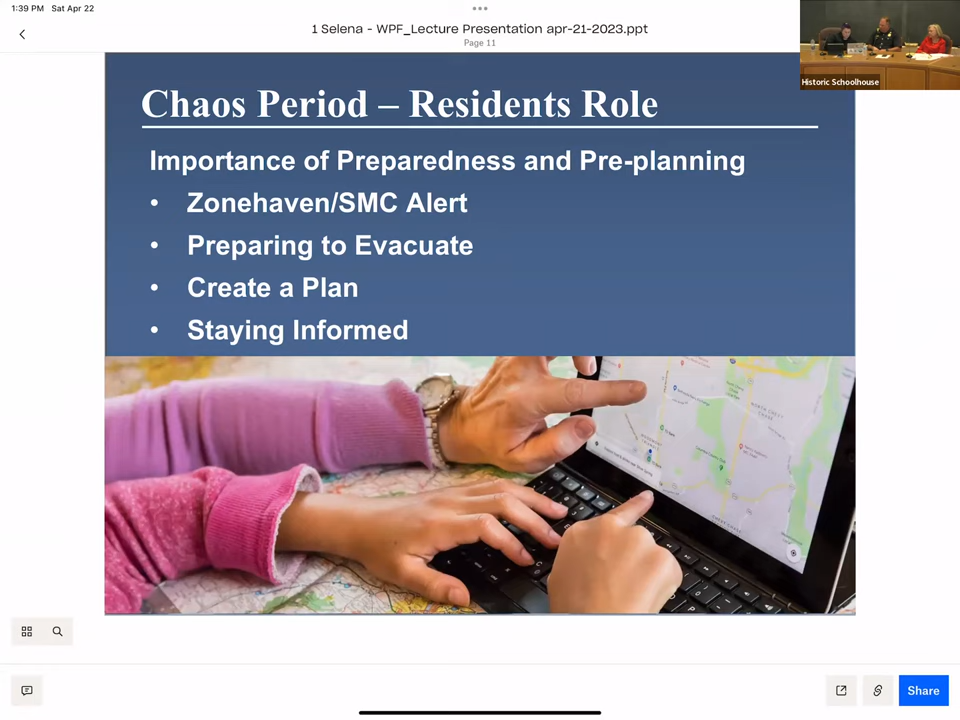 1:39 PM Sat Apr 22
1 Selena - WPF_Lecture Presentation apr-21-2023.ppt
Page 11
Historic Schoolhouse
Chaos Period – Residents Role
Importance of Preparedness and Pre-planning
• Zonehaven/SMC Alert
• Preparing to Evacuate
• Create a Plan
• Staying Informed
Share